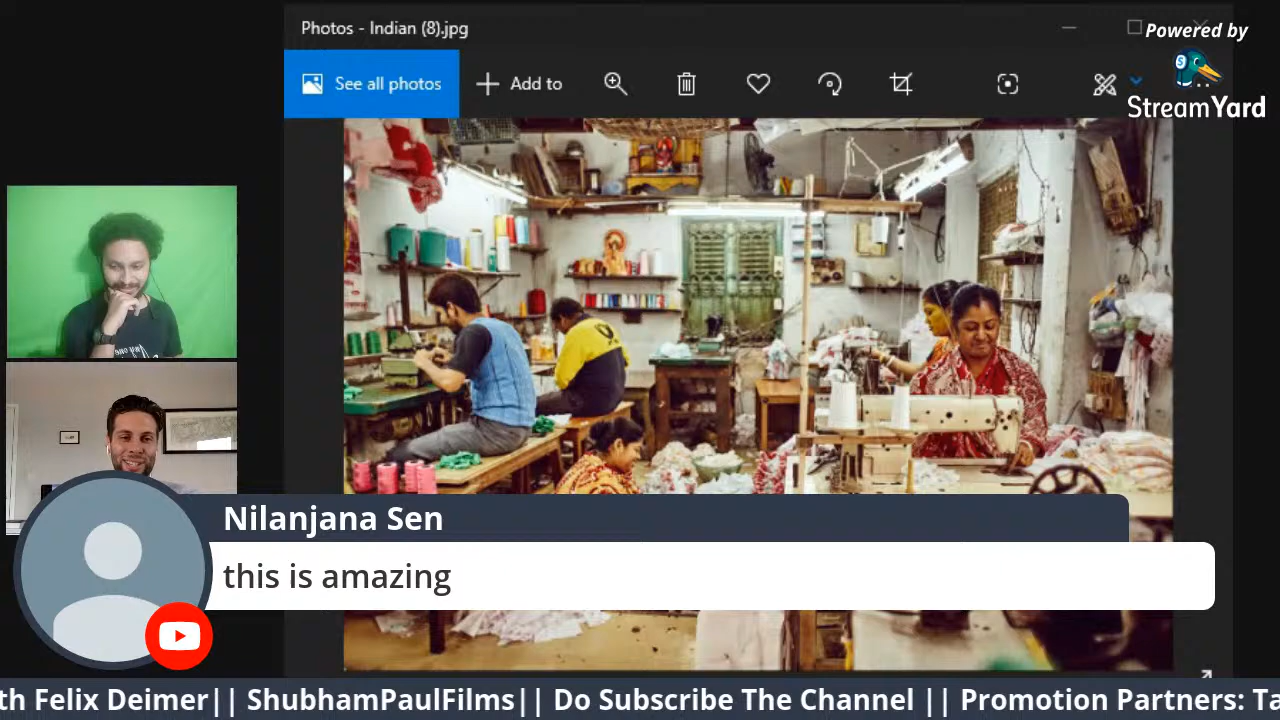 Photos - Indian (8).jpg
Powered by
See all photos
Add to
StreamYard
Nilanjana Sen
this is amazing
th Felix Deimer|| ShubhamPaulFilms|| Do Subscribe The Channel || Promotion Partners: Ta